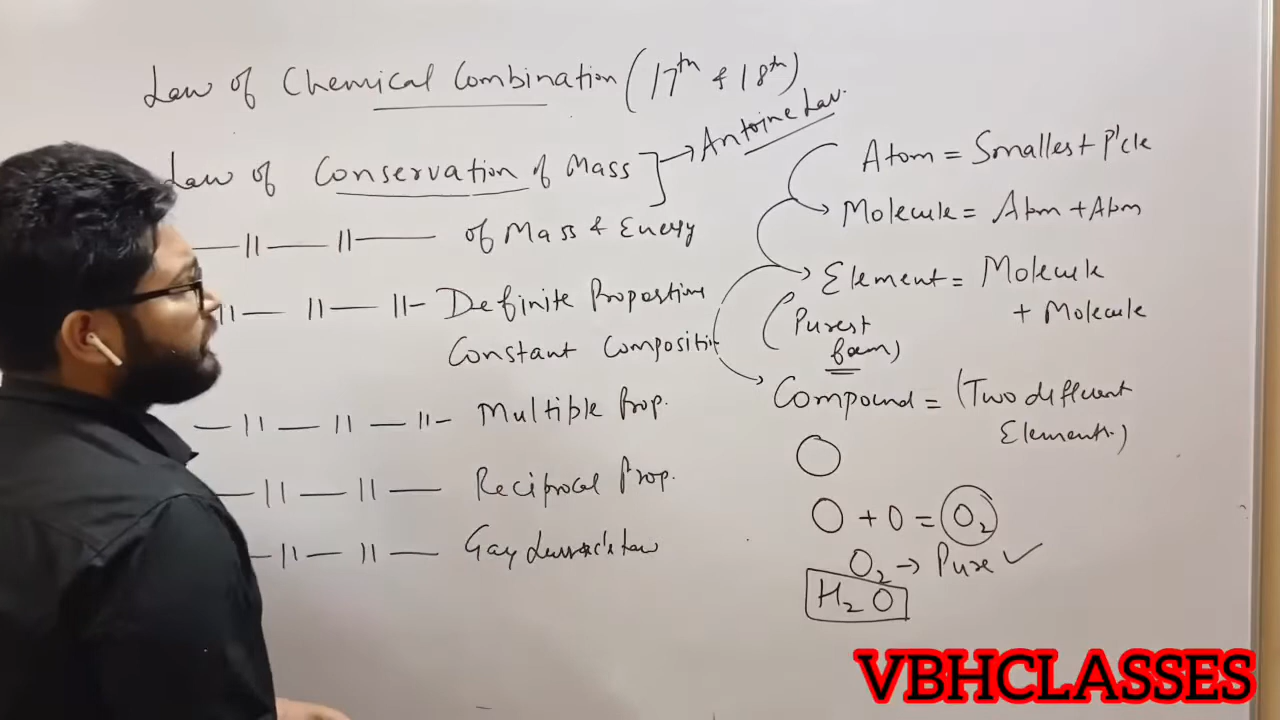 Law of Chemical Combination (17th & 18th)
Law of Conservation of Mass ] → Antoine Lav.
— 11 — 11 — of Mass & Energy
11 — 11 — 11 - Definite Proportions
Constant Composition
— 11 — 11 — 11 - Multiple Prop.
— 11 — 11 — Reciprocal Prop.
— 11 — 11 — Gay Lussac's Law
Atom = Smallest p'cle
Molecule = Atom + Atom
Element = Molecule
+ Molecule
(Purest
form)
Compound = (Two different
Elements.)
O + O = O₂
O₂ → Pure ✓
H₂O
VBHCLASSES